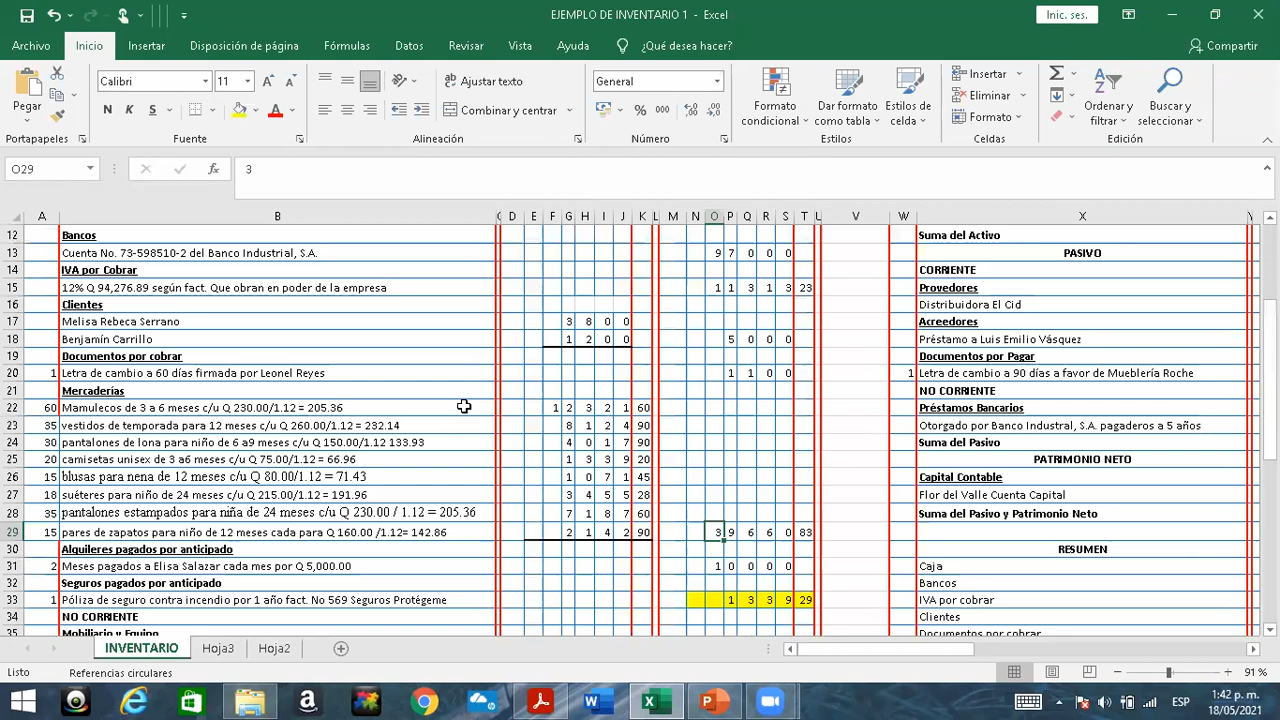 EJEMPLO DE INVENTARIO 1 - Excel
Inic. ses.
Archivo Inicio Insertar Disposición de página Fórmulas Datos Revisar Vista Ayuda ¿Qué desea hacer? Compartir
Pegar
Calibri 11
N K S
Ajustar texto
Combinar y centrar
General
% 000
Formato condicional
Dar formato como tabla
Estilos de celda
Insertar
Eliminar
Formato
Ordenar y filtrar
Buscar y seleccionar
Portapapeles Fuente Alineación Número Estilos Celdas Edición
O29 fx 3
A B C D E F G H I J K L M N O P Q R S T L V W X Y
12 Bancos Suma del Activo
13 Cuenta No. 73-598510-2 del Banco Industrial, S.A. 9 7 0 0 0 PASIVO
14 IVA por Cobrar CORRIENTE
15 12% Q 94,276.89 según fact. Que obran en poder de la empresa 1 1 3 1 3 23 Provedores
16 Clientes Distribuidora El Cid
17 Melisa Rebeca Serrano 3 8 0 0 Acreedores
18 Benjamín Carrillo 1 2 0 0 5 0 0 0 Préstamo a Luis Emilio Vásquez
19 Documentos por cobrar Documentos por Pagar
20 1 Letra de cambio a 60 días firmada por Leonel Reyes 1 1 0 0 1 Letra de cambio a 90 días a favor de Mueblería Roche
21 Mercaderías NO CORRIENTE
22 60 Mamulecos de 3 a 6 meses c/u Q 230.00/1.12 = 205.36 1 2 3 2 1 60 Préstamos Bancarios
23 35 vestidos de temporada para 12 meses c/u Q 260.00/1.12 = 232.14 8 1 2 4 90 Otorgado por Banco Industral, S.A. pagaderos a 5 años
24 30 pantalones de lona para niño de 6 a9 meses c/u Q 150.00/1.12 133.93 4 0 1 7 90 Suma del Pasivo
25 20 camisetas unisex de 3 a6 meses c/u Q 75.00/1.12 = 66.96 1 3 3 9 20 PATRIMONIO NETO
26 15 blusas para nena de 12 meses c/u Q 80.00/1.12 = 71.43 1 0 7 1 45 Capital Contable
27 18 suéteres para niño de 24 meses c/u Q 215.00/1.12 = 191.96 3 4 5 5 28 Flor del Valle Cuenta Capital
28 35 pantalones estampados para niña de 24 meses c/u Q 230.00 / 1.12 = 205.36 7 1 8 7 60 Suma del Pasivo y Patrimonio Neto
29 15 pares de zapatos para niño de 12 meses cada para Q 160.00 /1.12= 142.86 2 1 4 2 90 3 9 6 6 0 83
30 Alquileres pagados por anticipado RESUMEN
31 2 Meses pagados a Elisa Salazar cada mes por Q 5,000.00 1 0 0 0 0 Caja
32 Seguros pagados por anticipado Bancos
33 1 Póliza de seguro contra incendio por 1 año fact. No 569 Seguros Protégeme 1 3 3 9 29 IVA por cobrar
34 NO CORRIENTE Clientes
35 Mobiliario y Equipo Documentos por cobrar
INVENTARIO Hoja3 Hoja2
Listo Referencias circulares 91 %
ESP 1:42 p. m.
18/05/2021